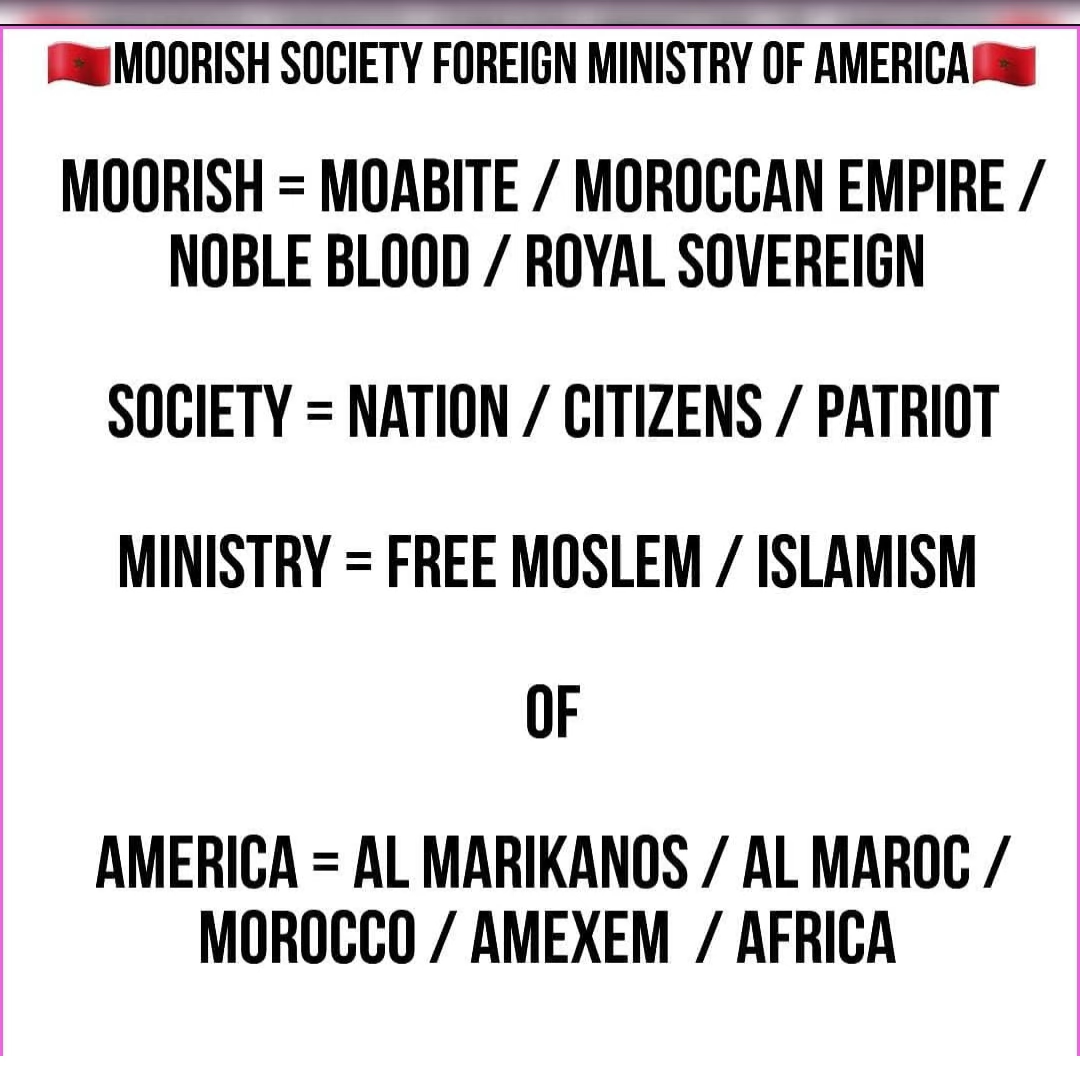 🇲🇦MOORISH SOCIETY FOREIGN MINISTRY OF AMERICA🇲🇦
MOORISH = MOABITE / MOROCCAN EMPIRE /
NOBLE BLOOD / ROYAL SOVEREIGN
SOCIETY = NATION / CITIZENS / PATRIOT
MINISTRY = FREE MOSLEM / ISLAMISM
OF
AMERICA = AL MARIKANOS / AL MAROC /
MOROCCO / AMEXEM / AFRICA